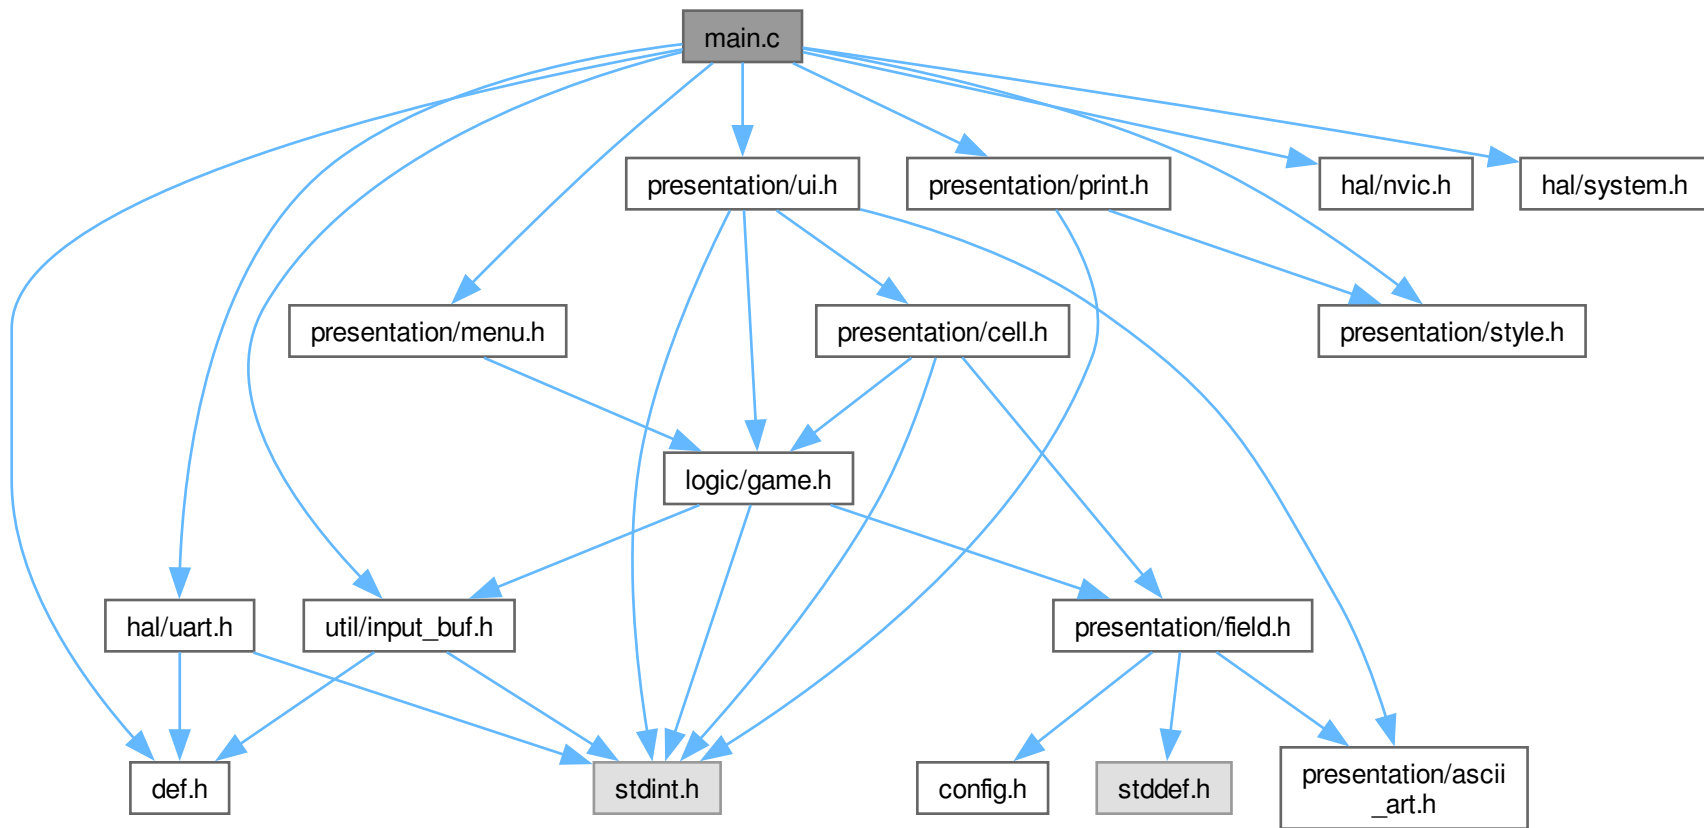 main.c
presentation/ui.h
presentation/print.h
hal/nvic.h
hal/system.h
presentation/menu.h
presentation/cell.h
presentation/style.h
logic/game.h
hal/uart.h
util/input_buf.h
presentation/field.h
def.h
stdint.h
config.h
stddef.h
presentation/ascii
_art.h